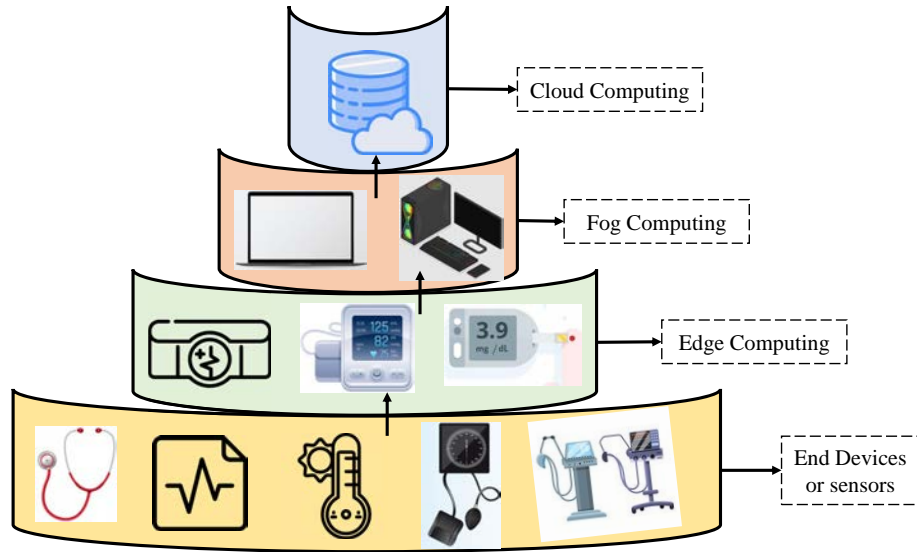 Cloud Computing
Fog Computing
125
82
3.9
mg /dL
Edge Computing
End Devices
or sensors